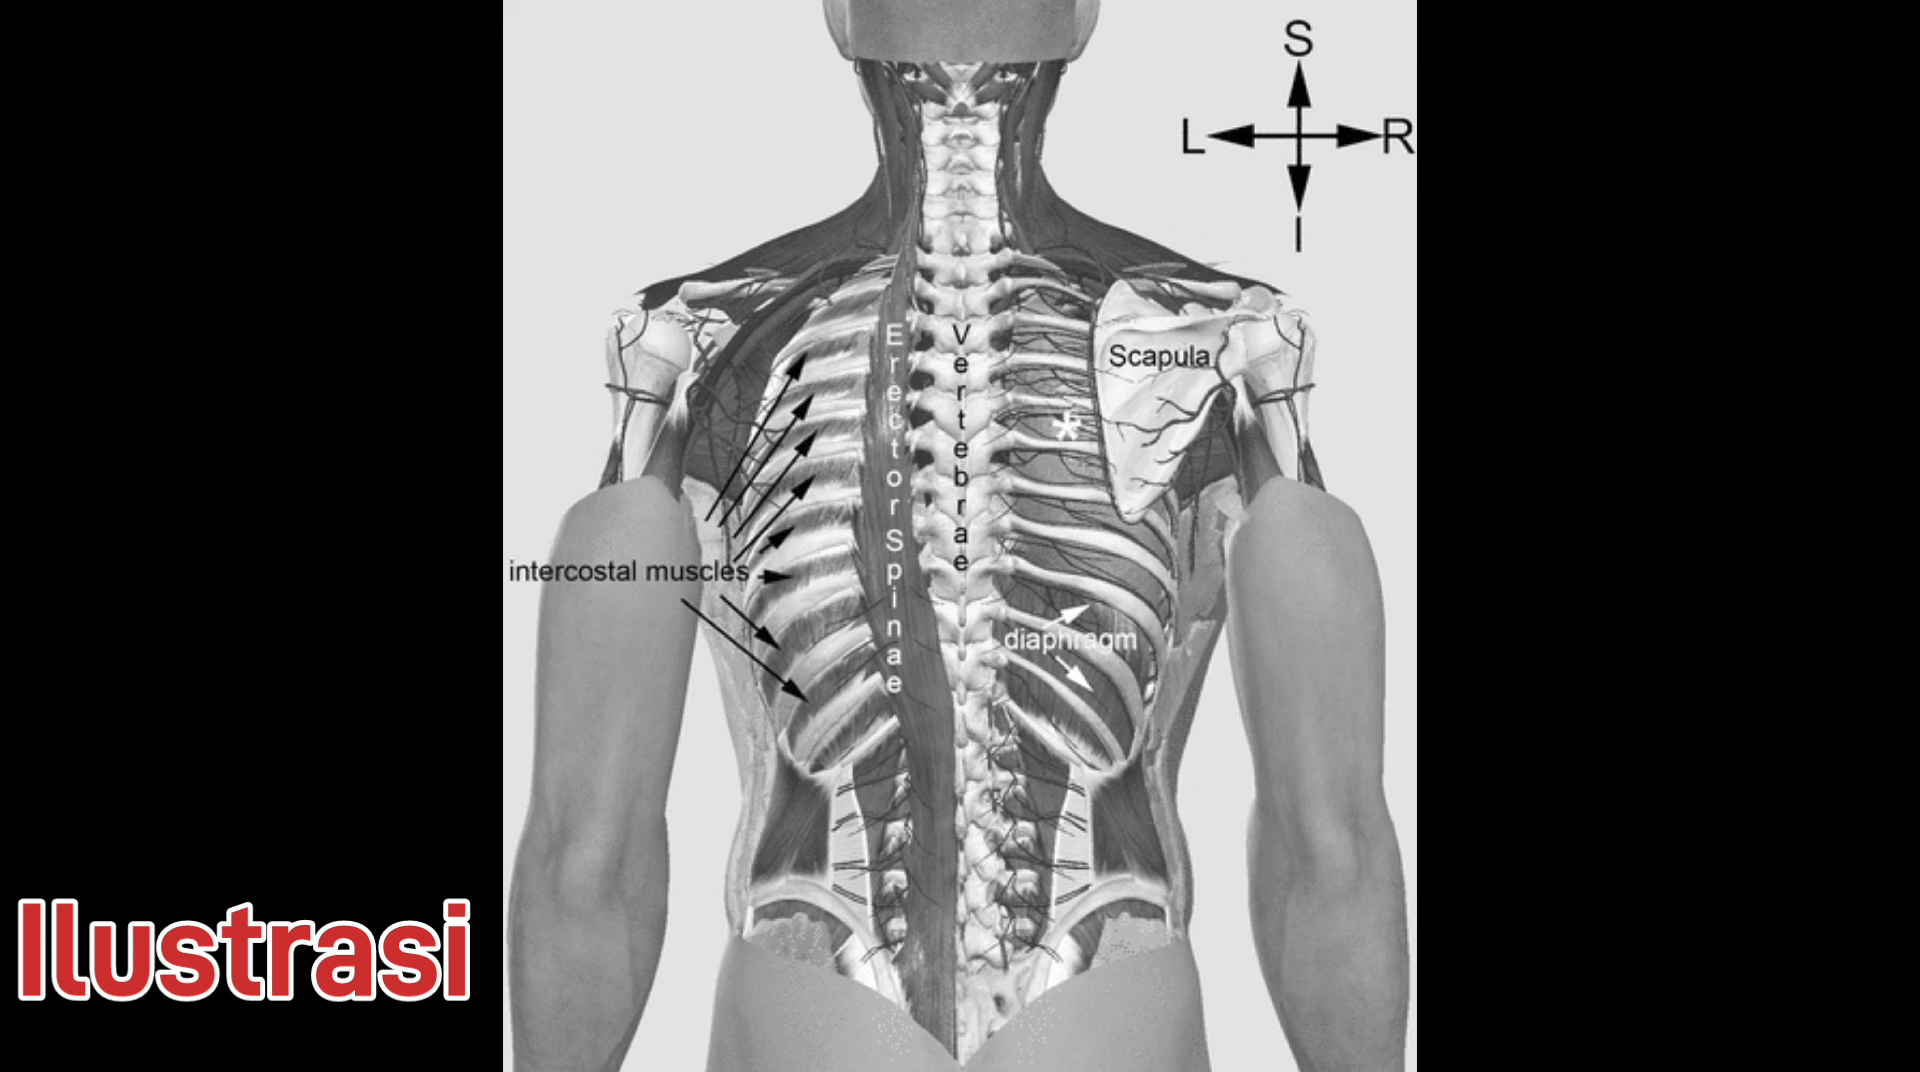 S
L R
I
Erector Spinae
Vertebrae
Scapula
*
intercostal muscles
diaphragm
Ilustrasi